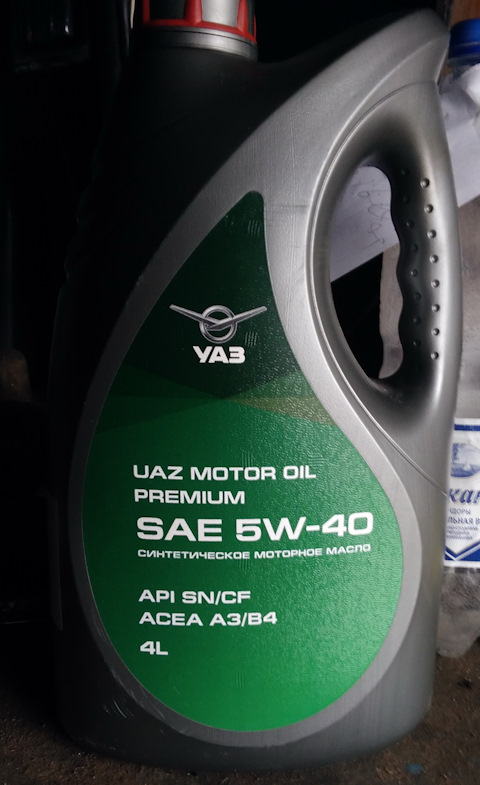 УАЗ
UAZ MOTOR OIL
PREMIUM
SAE 5W-40
СИНТЕТИЧЕСКОЕ МОТОРНОЕ МАСЛО
API SN/CF
ACEA A3/B4
4L